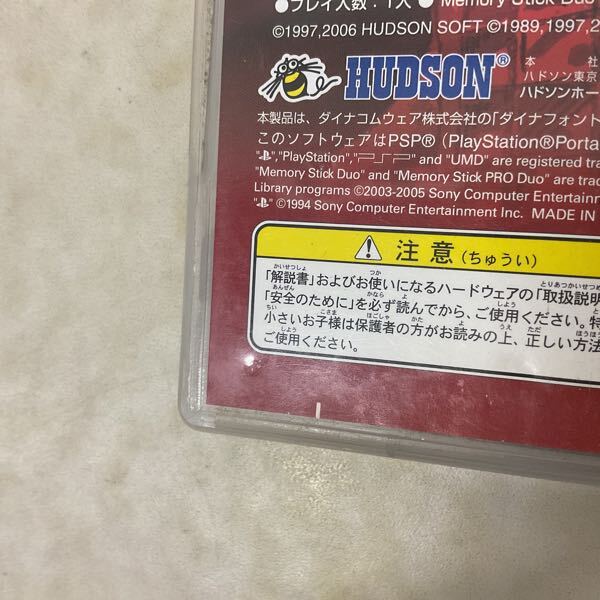 ●プレイ人数：1人 ● Memory Stick Duo
©1997,2006 HUDSON SOFT ©1989,1997,2
HUDSON®
本 社
ハドソン東京
ハドソンホー
本製品は、ダイナコムウェア株式会社の「ダイナフォント
このソフトウェアはPSP®（PlayStation®Porta
"PS","PlayStation","PSP" and "UMD" are registered tra
"Memory Stick Duo" and "Memory Stick PRO Duo" are trac
Library programs ©2003-2005 Sony Computer Entertainm
"PS" ©1994 Sony Computer Entertainment Inc. MADE IN
注意（ちゅうい）
「解説書」およびお使いになるハードウェアの「取扱説明
「安全のために」を必ず読んでから、ご使用ください。特
小さいお子様は保護者の方がお読みの上、正しい方法
ご使用ください。